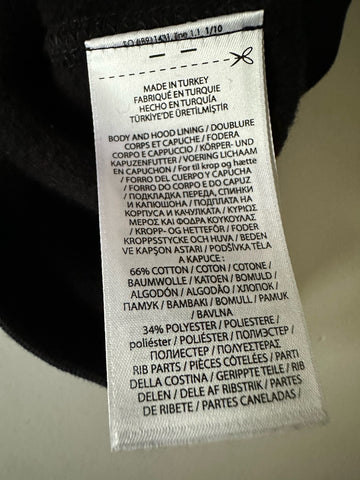 MADE IN TURKEY
FABRIQUÉ EN TURQUIE
HECHO EN TURQUÍA
TÜRKİYE'DE ÜRETİLMİŞTİR
BODY AND HOOD LINING / DOUBLURE
CORPS ET CAPUCHE / FODERA
CORPO E CAPPUCCIO / KÖRPER- UND
KAPUZENFUTTER / VOERING LICHAAM
EN CAPUCHON / For til krop og hætte
/ FORRO DEL CUERPO Y CAPUCHA
/ FORRO DO CORPO E DO CAPUZ
/ ПОДКЛАДКА ПЕРЕДА, СПИНКИ
И КАПЮШОНА / ПОДПЛАТА НА
КОРПУСА И КАЧУЛКАТА / ΚΥΡΙΩΣ
ΜΕΡΟΣ ΚΑΙ ΦΟΔΡΑ ΚΟΥΚΟΥΛΑΣ
/ KROPP- OG HETTEFÔR / FODER
KROPPSSTYCKE OCH HUVA / BEDEN
VE KAPŞON ASTARI / PODŠÍVKA TĚLA
A KAPUCE :
66% COTTON / COTON / COTONE /
BAUMWOLLE / KATOEN / BOMULD /
ALGODÓN / ALGODÃO / ХЛОПОК /
ПАМУК / ΒΑΜΒΑΚΙ / BOMULL / PAMUK
/ BAVLNA
34% POLYESTER / POLIESTERE /
poliéster / POLIÉSTER / ПОЛИЭСТЕР /
ПОЛИЕСТЕР / ΠΟΛΥΕΣΤΕΡΑΣ
RIB PARTS / PIÈCES CÔTELÉES / PARTI
DELLA COSTINA / GERIPPTE TEILE / RIB
DELEN / DELE AF RIBSTRIK / PARTES
DE RIBETE / PARTES CANELADAS /